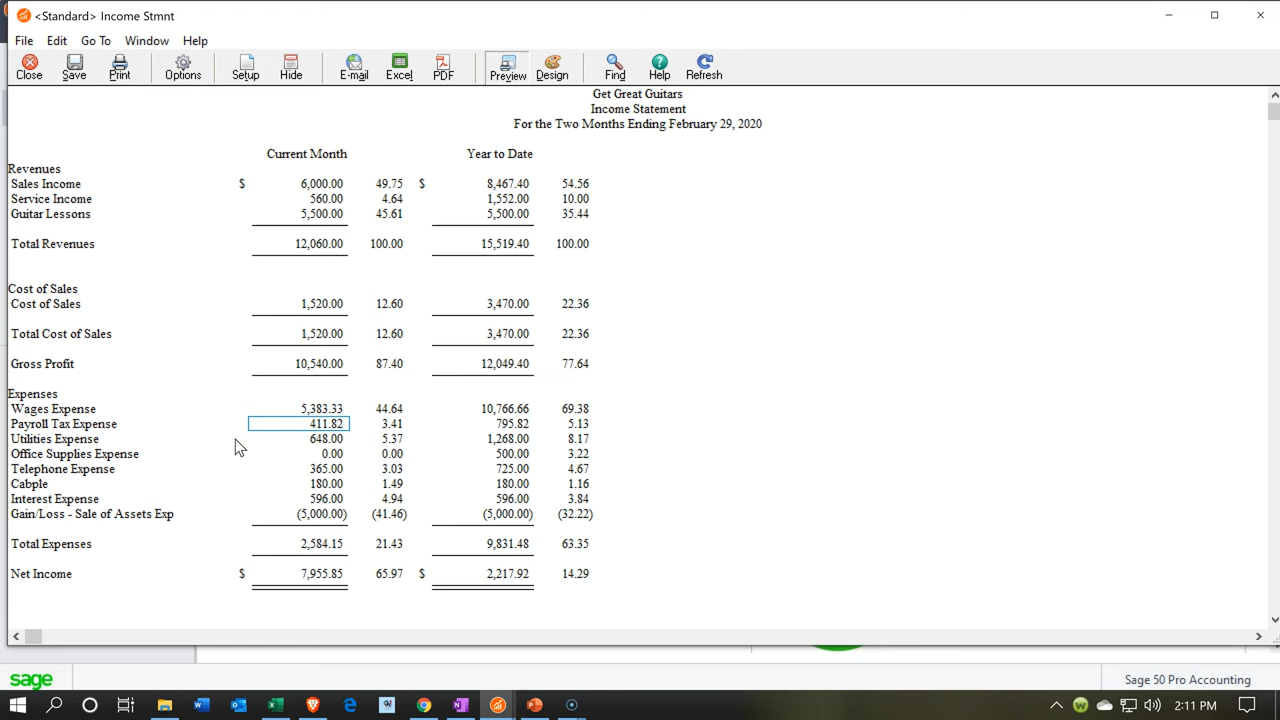 <Standard> Income Stmnt
File Edit Go To Window Help
Close Save Print Options Setup Hide E-mail Excel PDF Preview Design Find Help Refresh
Get Great Guitars
Income Statement
For the Two Months Ending February 29, 2020
Current Month Year to Date
Revenues
Sales Income $ 6,000.00 49.75 $ 8,467.40 54.56
Service Income 560.00 4.64 1,552.00 10.00
Guitar Lessons 5,500.00 45.61 5,500.00 35.44
Total Revenues 12,060.00 100.00 15,519.40 100.00
Cost of Sales
Cost of Sales 1,520.00 12.60 3,470.00 22.36
Total Cost of Sales 1,520.00 12.60 3,470.00 22.36
Gross Profit 10,540.00 87.40 12,049.40 77.64
Expenses
Wages Expense 5,383.33 44.64 10,766.66 69.38
Payroll Tax Expense 411.82 3.41 795.82 5.13
Utilities Expense 648.00 5.37 1,268.00 8.17
Office Supplies Expense 0.00 0.00 500.00 3.22
Telephone Expense 365.00 3.03 725.00 4.67
Cabple 180.00 1.49 180.00 1.16
Interest Expense 596.00 4.94 596.00 3.84
Gain/Loss - Sale of Assets Exp (5,000.00) (41.46) (5,000.00) (32.22)
Total Expenses 2,584.15 21.43 9,831.48 63.35
Net Income $ 7,955.85 65.97 $ 2,217.92 14.29
sage Sage 50 Pro Accounting
2:11 PM